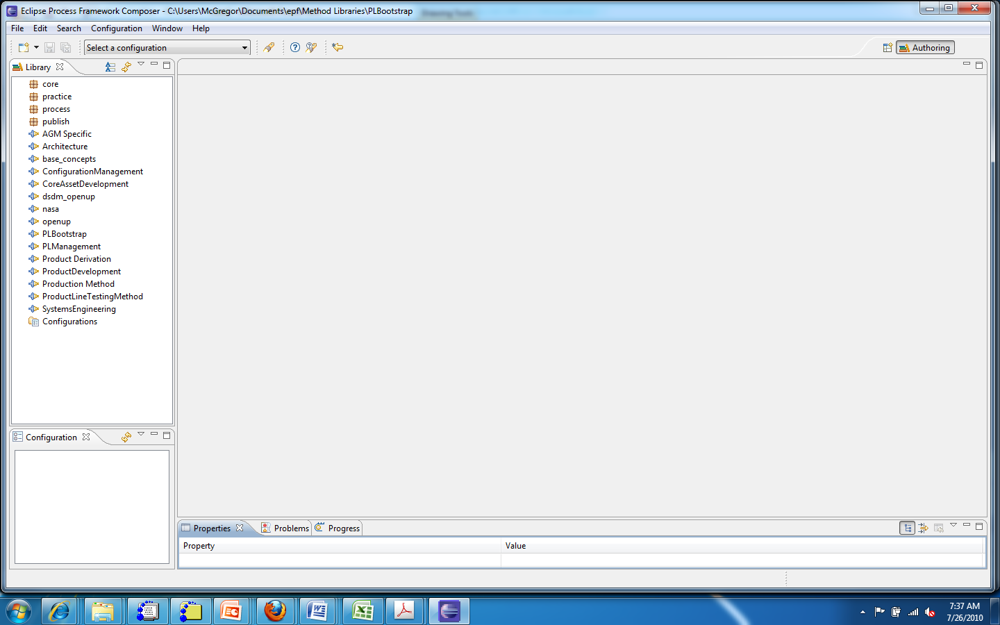 Eclipse Process Framework Composer - C:\Users\McGregor\Documents\epf\Method Libraries\PLBootstrap
File Edit Search Configuration Window Help
Select a configuration
Authoring
Library
core
practice
process
publish
AGM Specific
Architecture
base_concepts
ConfigurationManagement
CoreAssetDevelopment
dsdm_openup
nasa
openup
PLBootstrap
PLManagement
Product Derivation
ProductDevelopment
Production Method
ProductLineTestingMethod
SystemsEngineering
Configurations
Configuration
Properties Problems Progress
Property Value
7:37 AM
7/26/2010